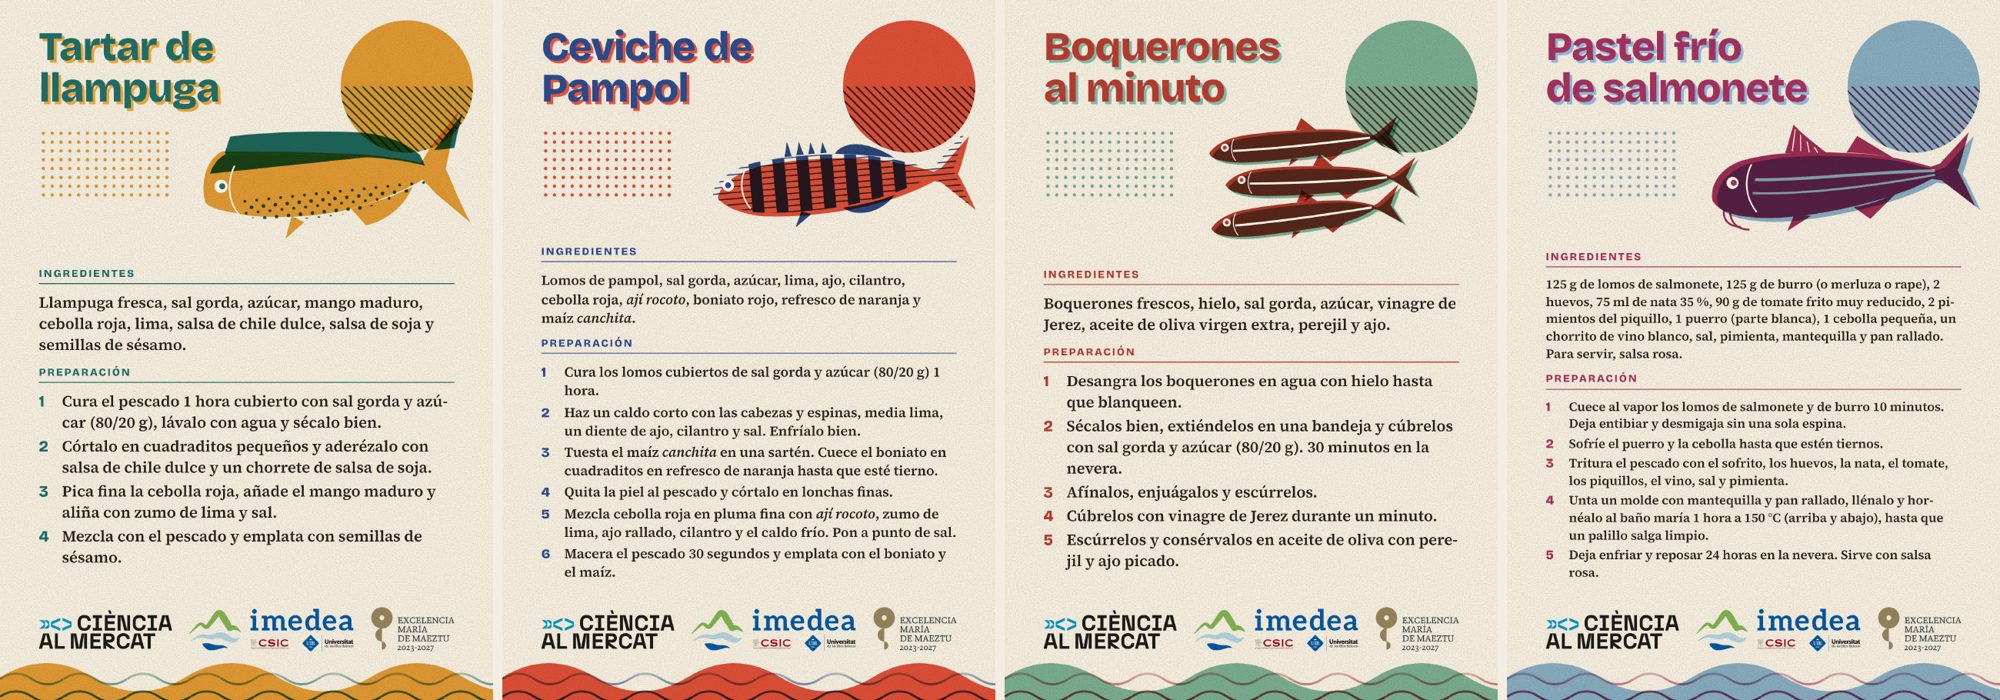 Tartar de
llampuga
INGREDIENTES
Llampuga fresca, sal gorda, azúcar, mango maduro,
cebolla roja, lima, salsa de chile dulce, salsa de soja y
semillas de sésamo.
PREPARACIÓN
1 Cura el pescado 1 hora cubierto con sal gorda y azú-
car (80/20 g), lávalo con agua y sécalo bien.
2 Córtalo en cuadraditos pequeños y aderézalo con
salsa de chile dulce y un chorrete de salsa de soja.
3 Pica fina la cebolla roja, añade el mango maduro y
aliña con zumo de lima y sal.
4 Mezcla con el pescado y emplata con semillas de
sésamo.
CIÈNCIA
AL MERCAT
imedea
CSIC
Universitat
EXCELENCIA
MARÍA
DE MAEZTU
2023-2027
Ceviche de
Pampol
INGREDIENTES
Lomos de pampol, sal gorda, azúcar, lima, ajo, cilantro,
cebolla roja, ají rocoto, boniato rojo, refresco de naranja y
maíz canchita.
PREPARACIÓN
1 Cura los lomos cubiertos de sal gorda y azúcar (80/20 g) 1
hora.
2 Haz un caldo corto con las cabezas y espinas, media lima,
un diente de ajo, cilantro y sal. Enfríalo bien.
3 Tuesta el maíz canchita en una sartén. Cuece el boniato en
cuadraditos en refresco de naranja hasta que esté tierno.
4 Quita la piel al pescado y córtalo en lonchas finas.
5 Mezcla cebolla roja en pluma fina con ají rocoto, zumo de
lima, ajo rallado, cilantro y el caldo frío. Pon a punto de sal.
6 Macera el pescado 30 segundos y emplata con el boniato y
el maíz.
CIÈNCIA
AL MERCAT
imedea
CSIC
Universitat
EXCELENCIA
MARÍA
DE MAEZTU
2023-2027
Boquerones
al minuto
INGREDIENTES
Boquerones frescos, hielo, sal gorda, azúcar, vinagre de
Jerez, aceite de oliva virgen extra, perejil y ajo.
PREPARACIÓN
1 Desangra los boquerones en agua con hielo hasta
que blanqueen.
2 Sécalos bien, extiéndelos en una bandeja y cúbrelos
con sal gorda y azúcar (80/20 g). 30 minutos en la
nevera.
3 Afínalos, enjuágalos y escúrrelos.
4 Cúbrelos con vinagre de Jerez durante un minuto.
5 Escúrrelos y consérvalos en aceite de oliva con pere-
jil y ajo picado.
CIÈNCIA
AL MERCAT
imedea
CSIC
Universitat
EXCELENCIA
MARÍA
DE MAEZTU
2023-2027
Pastel frío
de salmonete
INGREDIENTES
125 g de lomos de salmonete, 125 g de burro (o merluza o rape), 2
huevos, 75 ml de nata 35 %, 90 g de tomate frito muy reducido, 2 pi-
mientos del piquillo, 1 puerro (parte blanca), 1 cebolla pequeña, un
chorrito de vino blanco, sal, pimienta, mantequilla y pan rallado.
Para servir, salsa rosa.
PREPARACIÓN
1 Cuece al vapor los lomos de salmonete y de burro 10 minutos.
Deja entibiar y desmigaja sin una sola espina.
2 Sofríe el puerro y la cebolla hasta que estén tiernos.
3 Tritura el pescado con el sofrito, los huevos, la nata, el tomate,
los piquillos, el vino, sal y pimienta.
4 Unta un molde con mantequilla y pan rallado, llénalo y hor-
néalo al baño maría 1 hora a 150 °C (arriba y abajo), hasta que
un palillo salga limpio.
5 Deja enfriar y reposar 24 horas en la nevera. Sirve con salsa
rosa.
CIÈNCIA
AL MERCAT
imedea
CSIC
Universitat
EXCELENCIA
MARÍA
DE MAEZTU
2023-2027